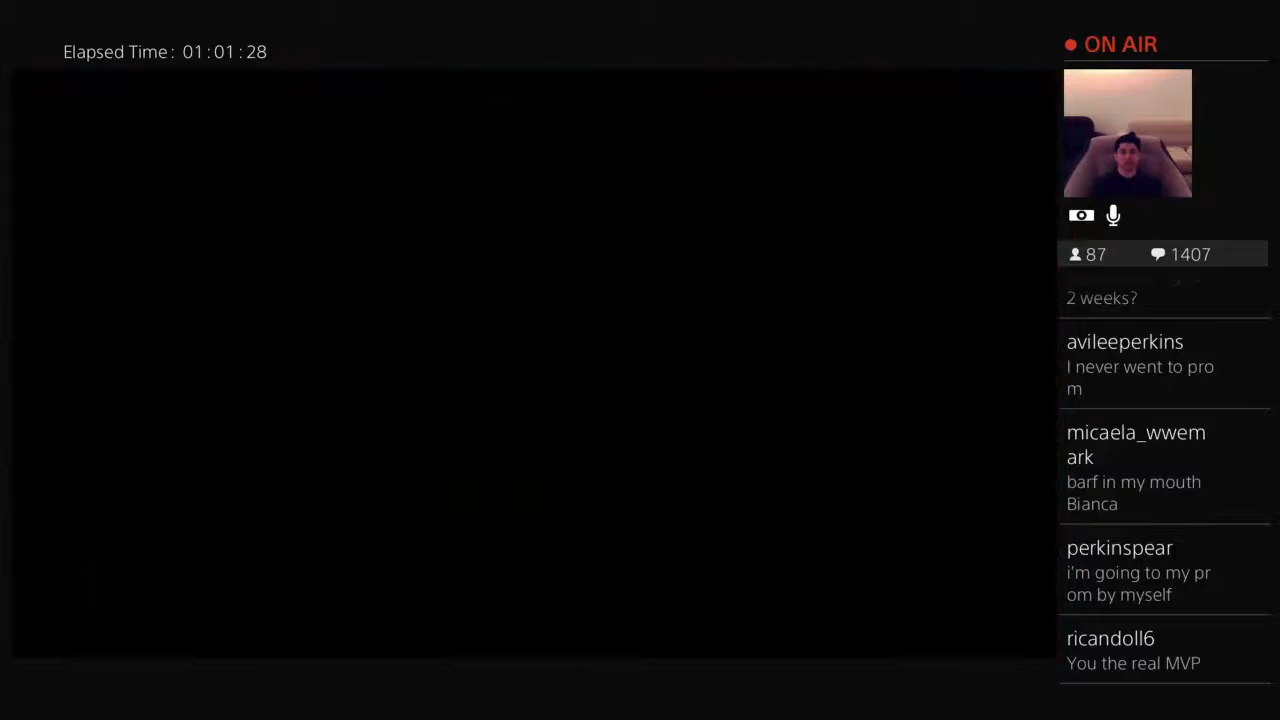 Elapsed Time: 01:01:28
ON AIR
87 1407
2 weeks?
avileeperkins
I never went to pro
m
micaela_wwem
ark
barf in my mouth
Bianca
perkinspear
i'm going to my pr
om by myself
ricandoll6
You the real MVP